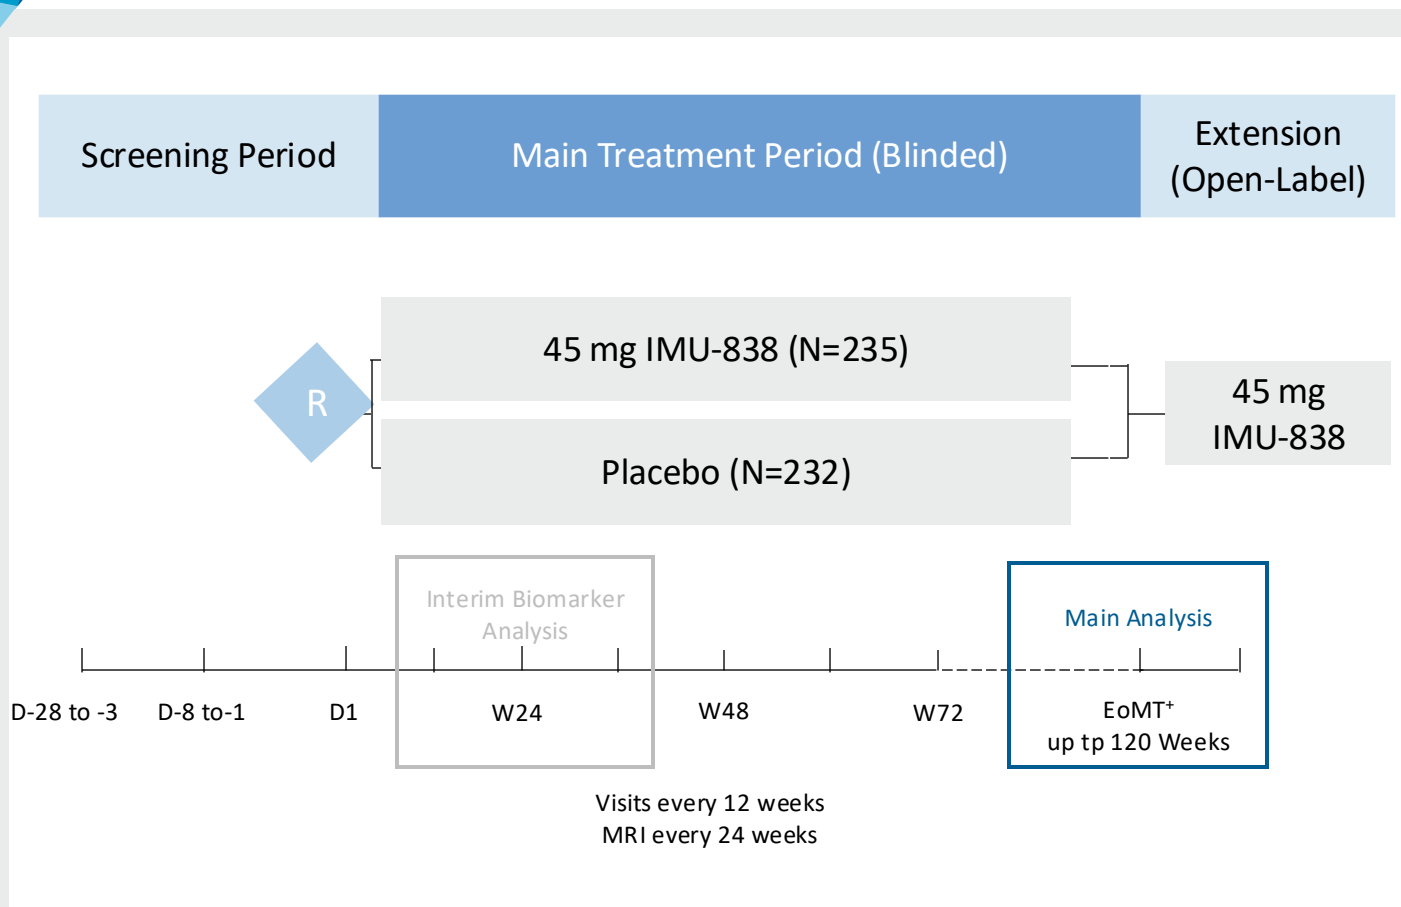 Screening Period
Main Treatment Period (Blinded)
Extension
(Open-Label)
R
45 mg IMU-838 (N=235)
Placebo (N=232)
45 mg
IMU-838
Interim Biomarker
Analysis
Main Analysis
D-28 to -3
D-8 to-1
D1
W24
W48
W72
EoMT⁺
up tp 120 Weeks
Visits every 12 weeks
MRI every 24 weeks